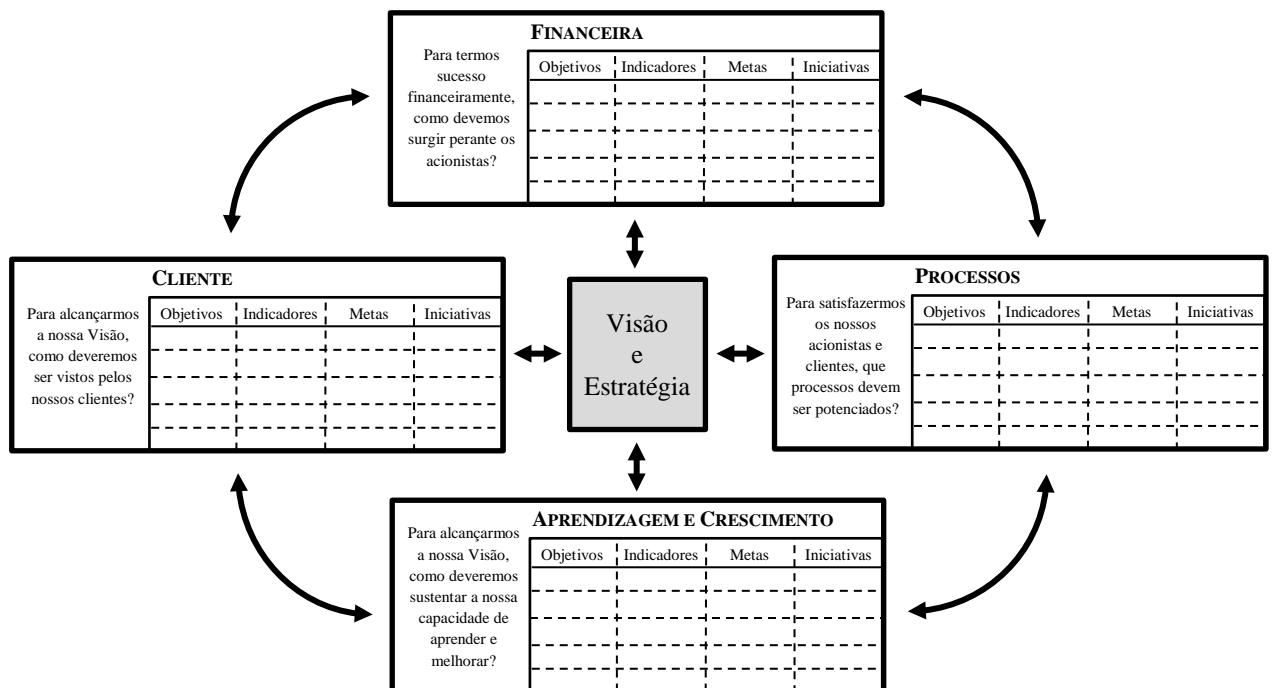 FINANCEIRA
Para termos
sucesso
financeiramente,
como devemos
surgir perante os
acionistas?
Objetivos Indicadores Metas Iniciativas
CLIENTE
Para alcançarmos
a nossa Visão,
como deveremos
ser vistos pelos
nossos clientes?
Objetivos Indicadores Metas Iniciativas
Visão
e
Estratégia
PROCESSOS
Para satisfazermos
os nossos
acionistas e
clientes, que
processos devem
ser potenciados?
Objetivos Indicadores Metas Iniciativas
APRENDIZAGEM E CRESCIMENTO
Para alcançarmos
a nossa Visão,
como deveremos
sustentar a nossa
capacidade de
aprender e
melhorar?
Objetivos Indicadores Metas Iniciativas